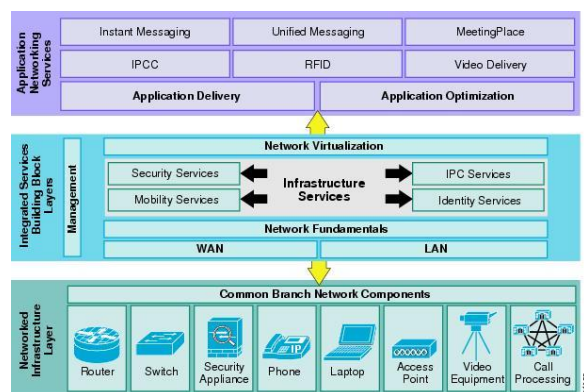 Application
Networking
Services
Instant Messaging
Unified Messaging
MeetingPlace
IPCC
RFID
Video Delivery
Application Delivery
Application Optimization
Integrated Services
Building Block
Layers
Management
Network Virtualization
Security Services
Mobility Services
Infrastructure
Services
IPC Services
Identity Services
Network Fundamentals
WAN
LAN
Networked
Infrastructure
Layer
Common Branch Network Components
Router
Switch
Security
Appliance
IP
Phone
Laptop
Access
Point
Video
Equipment
Call
Processing